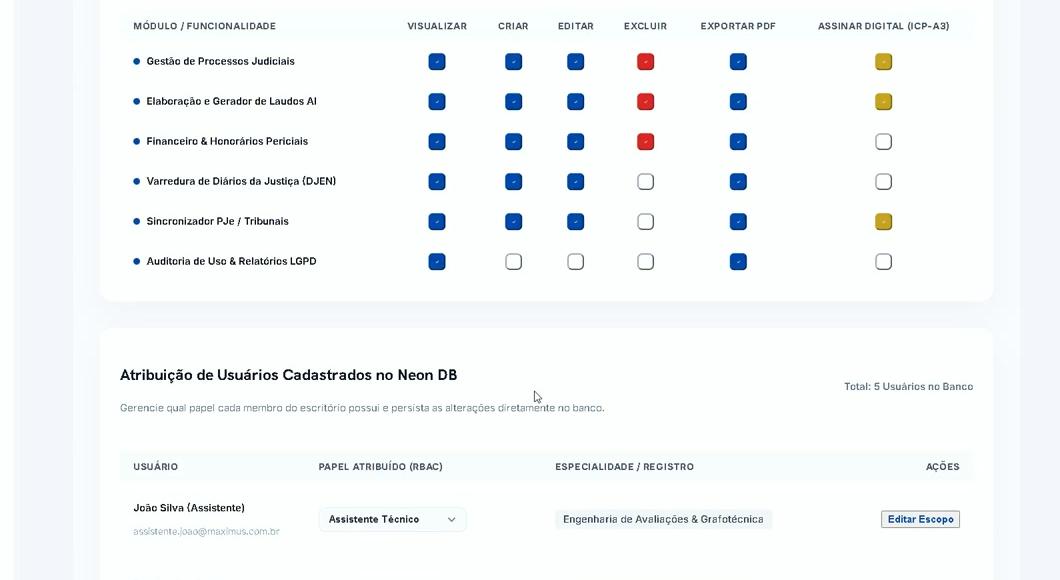 MÓDULO / FUNCIONALIDADE VISUALIZAR CRIAR EDITAR EXCLUIR EXPORTAR PDF ASSINAR DIGITAL (ICP-A3)
Gestão de Processos Judiciais
Elaboração e Gerador de Laudos AI
Financeiro & Honorários Periciais
Varredura de Diários da Justiça (DJEN)
Sincronizador PJe / Tribunais
Auditoria de Uso & Relatórios LGPD
Atribuição de Usuários Cadastrados no Neon DB
Total: 5 Usuários no Banco
Gerencie qual papel cada membro do escritório possui e persista as alterações diretamente no banco.
USUÁRIO PAPEL ATRIBUÍDO (RBAC) ESPECIALIDADE / REGISTRO AÇÕES
João Silva (Assistente)
Assistente Técnico Engenharia de Avaliações & Grafotécnica Editar Escopo
assistente.joao@maximus.com.br